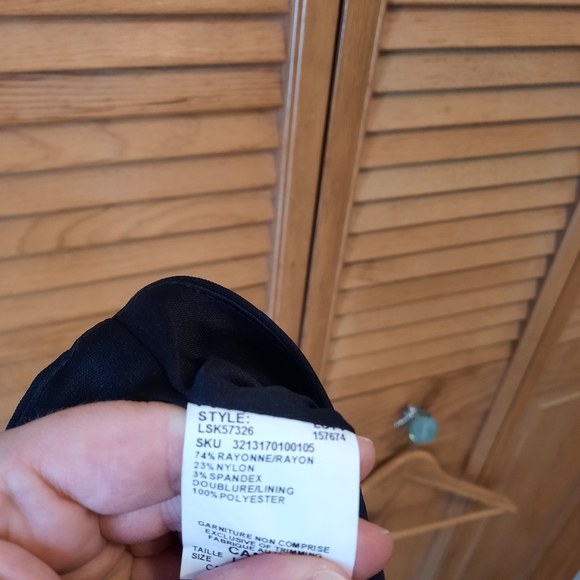 STYLE:
LSK57326 157674
SKU 3213170100105
74% RAYONNE/RAYON
23% NYLON
3% SPANDEX
DOUBLURE/LINING
100% POLYESTER
GARNITURE NON COMPRISE
EXCLUSIVE OF TRIMMING
FABRIQUE
TAILLE
SIZE